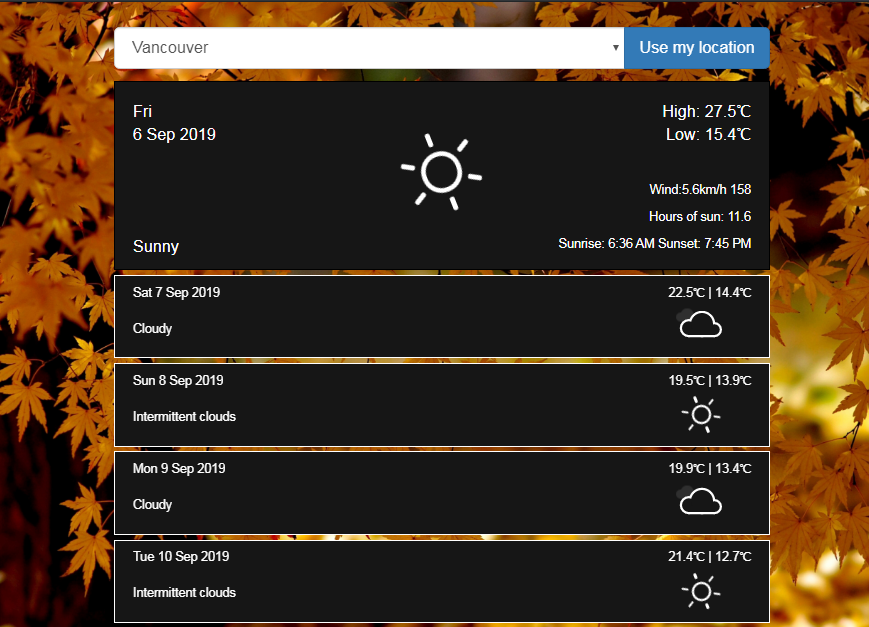 Vancouver
Use my location
Fri
6 Sep 2019
High: 27.5℃
Low: 15.4℃
Wind:5.6km/h 158
Hours of sun: 11.6
Sunny
Sunrise: 6:36 AM Sunset: 7:45 PM
Sat 7 Sep 2019
22.5℃ | 14.4℃
Cloudy
Sun 8 Sep 2019
19.5℃ | 13.9℃
Intermittent clouds
Mon 9 Sep 2019
19.9℃ | 13.4℃
Cloudy
Tue 10 Sep 2019
21.4℃ | 12.7℃
Intermittent clouds